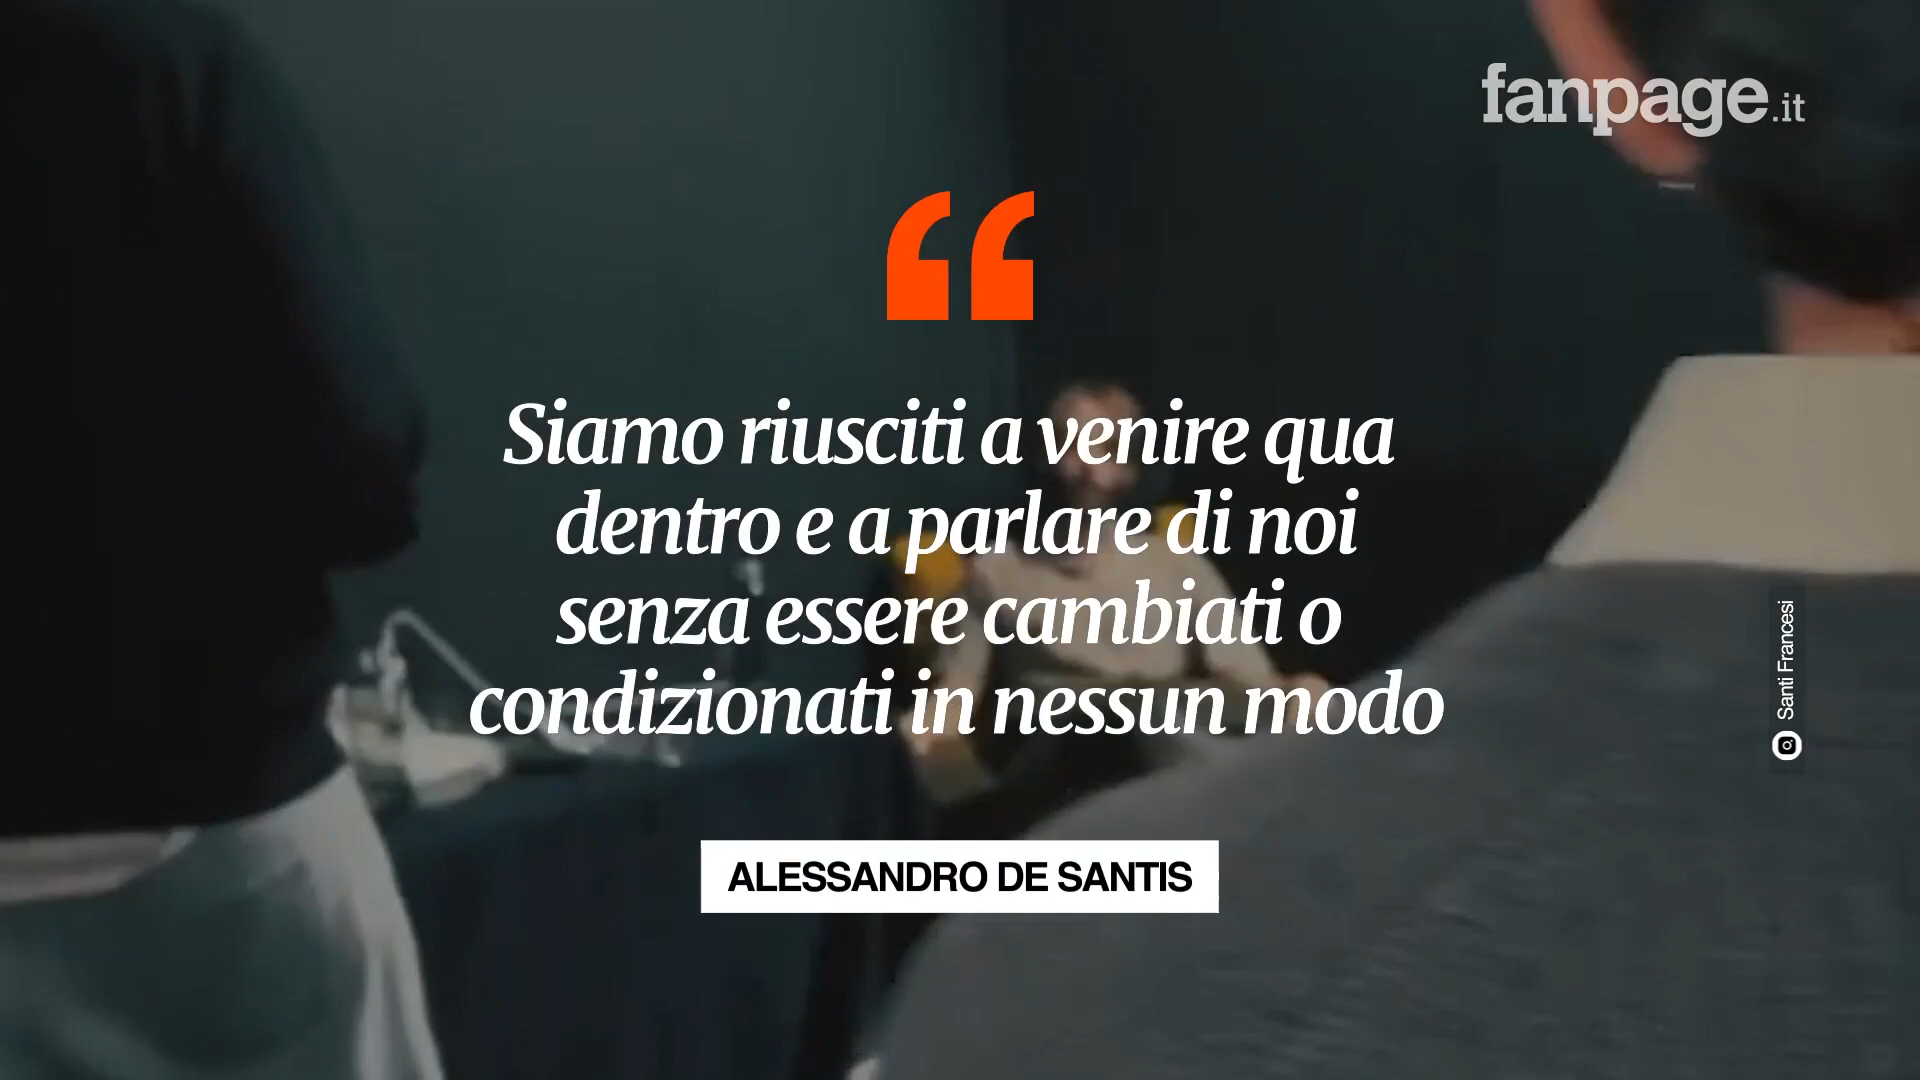 fanpage.it
“
Siamo riusciti a venire qua
dentro e a parlare di noi
senza essere cambiati o
condizionati in nessun modo
Santi Francesi
ALESSANDRO DE SANTIS